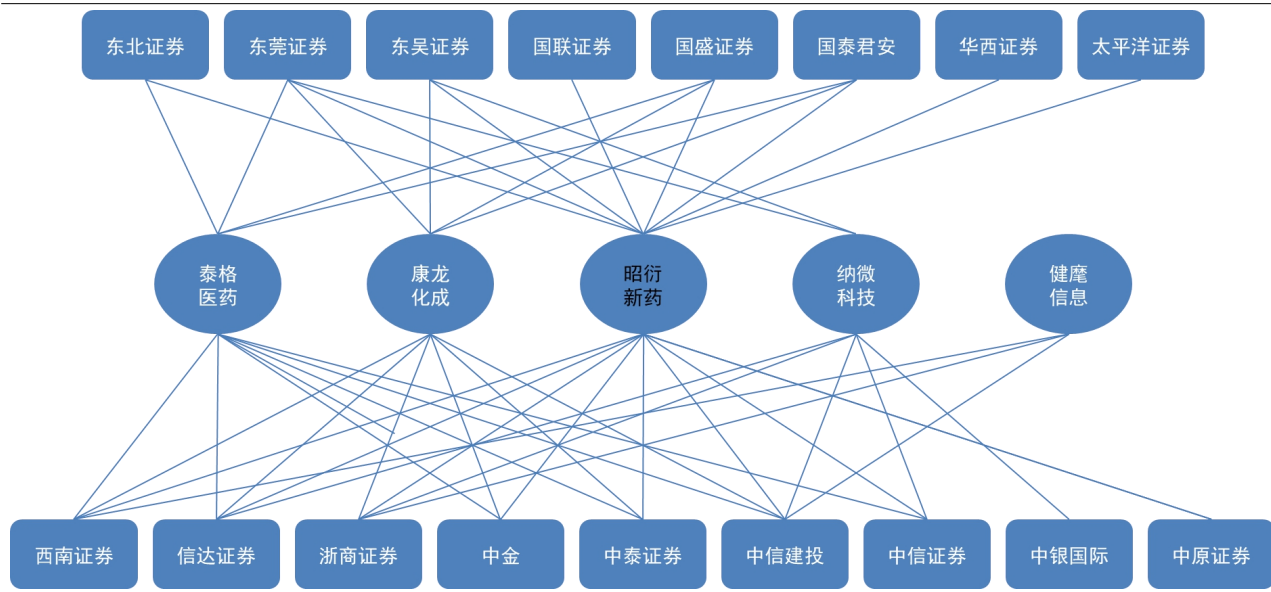 东北证券
东莞证券
东吴证券
国联证券
国盛证券
国泰君安
华西证券
太平洋证券
泰格
医药
康龙
化成
昭衍
新药
纳微
科技
健麾
信息
西南证券
信达证券
浙商证券
中金
中泰证券
中信建投
中信证券
中银国际
中原证券